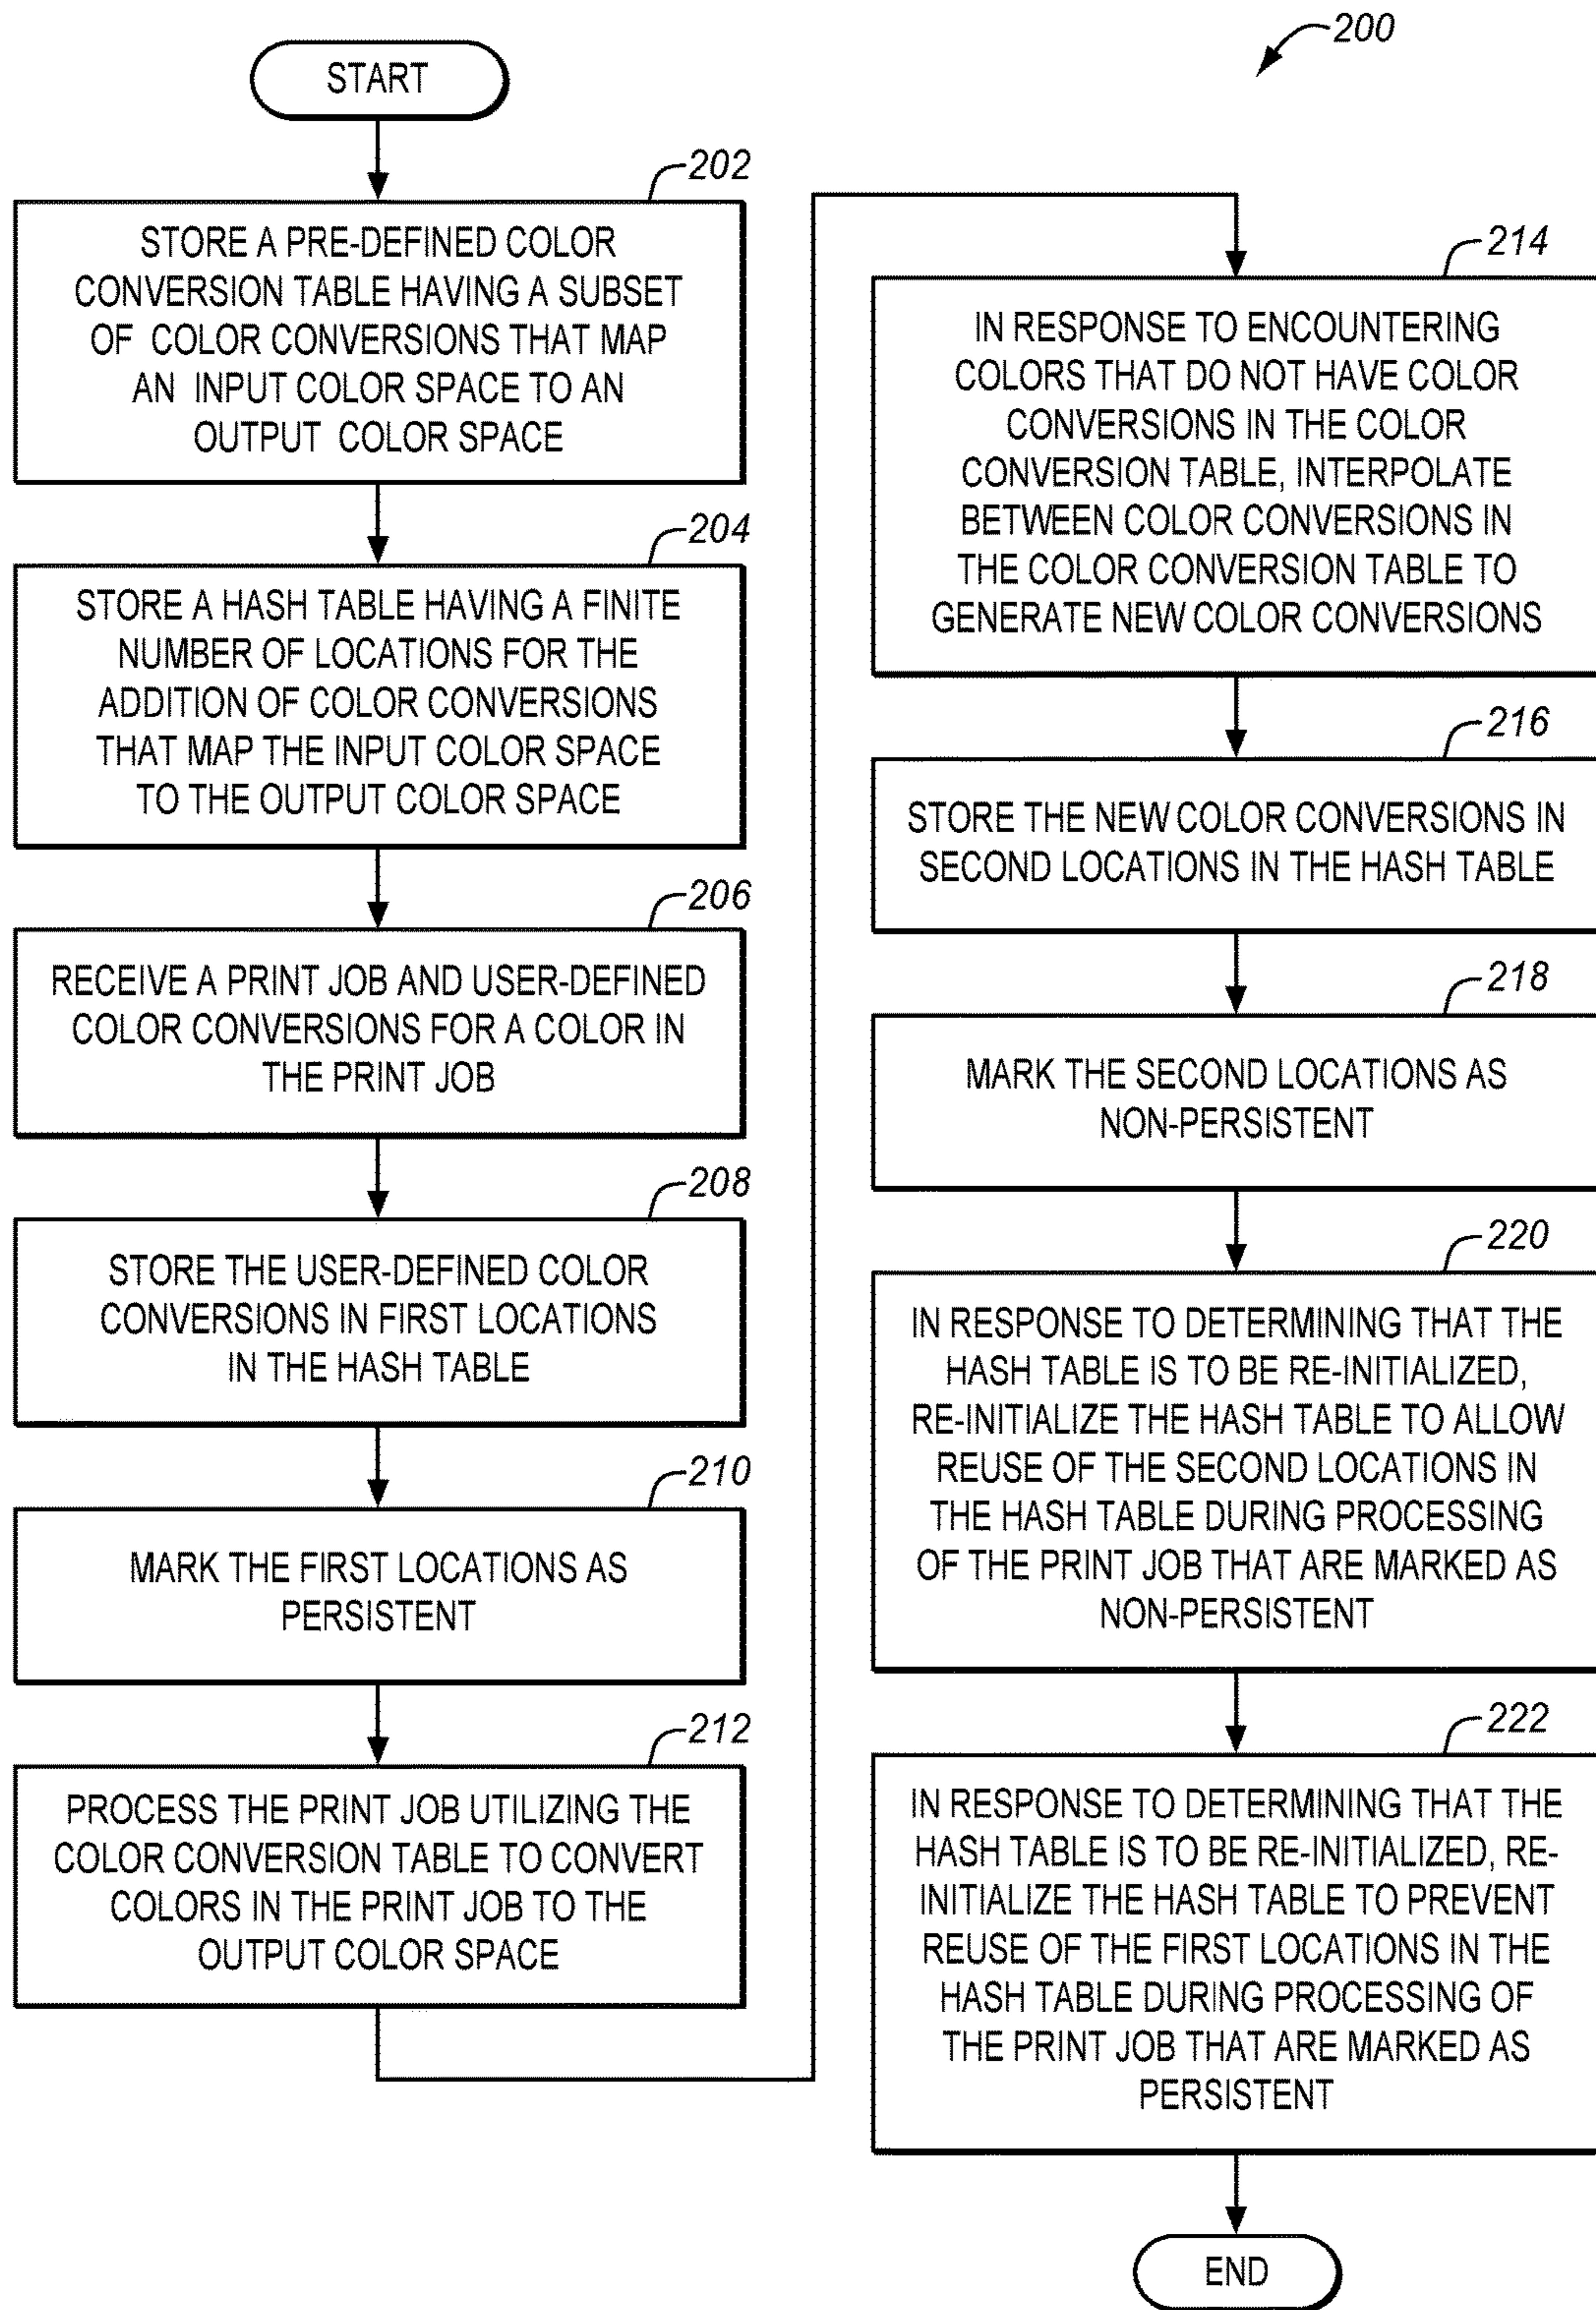 200
START
202
STORE A PRE-DEFINED COLOR
CONVERSION TABLE HAVING A SUBSET
OF COLOR CONVERSIONS THAT MAP
AN INPUT COLOR SPACE TO AN
OUTPUT COLOR SPACE
204
STORE A HASH TABLE HAVING A FINITE
NUMBER OF LOCATIONS FOR THE
ADDITION OF COLOR CONVERSIONS
THAT MAP THE INPUT COLOR SPACE
TO THE OUTPUT COLOR SPACE
206
RECEIVE A PRINT JOB AND USER-DEFINED
COLOR CONVERSIONS FOR A COLOR IN
THE PRINT JOB
208
STORE THE USER-DEFINED COLOR
CONVERSIONS IN FIRST LOCATIONS
IN THE HASH TABLE
210
MARK THE FIRST LOCATIONS AS
PERSISTENT
212
PROCESS THE PRINT JOB UTILIZING THE
COLOR CONVERSION TABLE TO CONVERT
COLORS IN THE PRINT JOB TO THE
OUTPUT COLOR SPACE
214
IN RESPONSE TO ENCOUNTERING
COLORS THAT DO NOT HAVE COLOR
CONVERSIONS IN THE COLOR
CONVERSION TABLE, INTERPOLATE
BETWEEN COLOR CONVERSIONS IN
THE COLOR CONVERSION TABLE TO
GENERATE NEW COLOR CONVERSIONS
216
STORE THE NEW COLOR CONVERSIONS IN
SECOND LOCATIONS IN THE HASH TABLE
218
MARK THE SECOND LOCATIONS AS
NON-PERSISTENT
220
IN RESPONSE TO DETERMINING THAT THE
HASH TABLE IS TO BE RE-INITIALIZED,
RE-INITIALIZE THE HASH TABLE TO ALLOW
REUSE OF THE SECOND LOCATIONS IN
THE HASH TABLE DURING PROCESSING
OF THE PRINT JOB THAT ARE MARKED AS
NON-PERSISTENT
222
IN RESPONSE TO DETERMINING THAT THE
HASH TABLE IS TO BE RE-INITIALIZED, RE-
INITIALIZE THE HASH TABLE TO PREVENT
REUSE OF THE FIRST LOCATIONS IN THE
HASH TABLE DURING PROCESSING OF
THE PRINT JOB THAT ARE MARKED AS
PERSISTENT
END